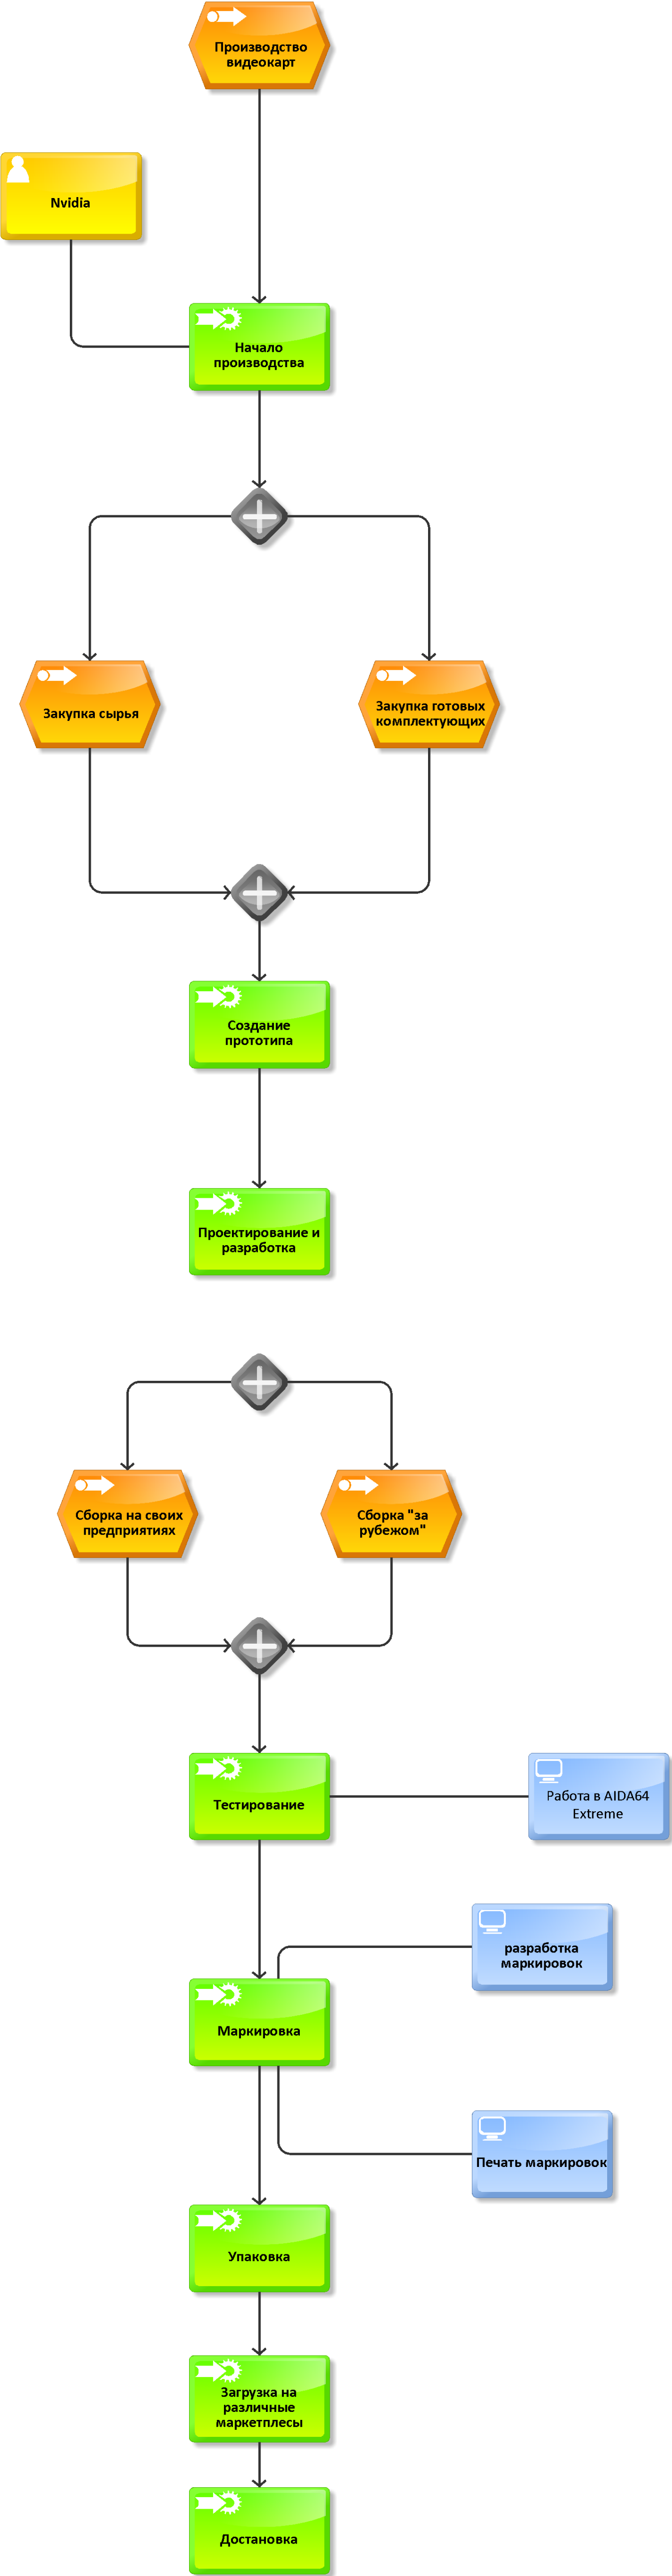 Производство
видеокарт
Nvidia
Начало
производства
Закупка сырья
Закупка готовых
комплектующих
Создание
прототипа
Проектирование и
разработка
Сборка на своих
предприятиях
Сборка "за
рубежом"
Тестирование
Работа в AIDA64
Extreme
разработка
маркировок
Маркировка
Печать маркировок
Упаковка
Загрузка на
различные
маркетплесы
Достановка